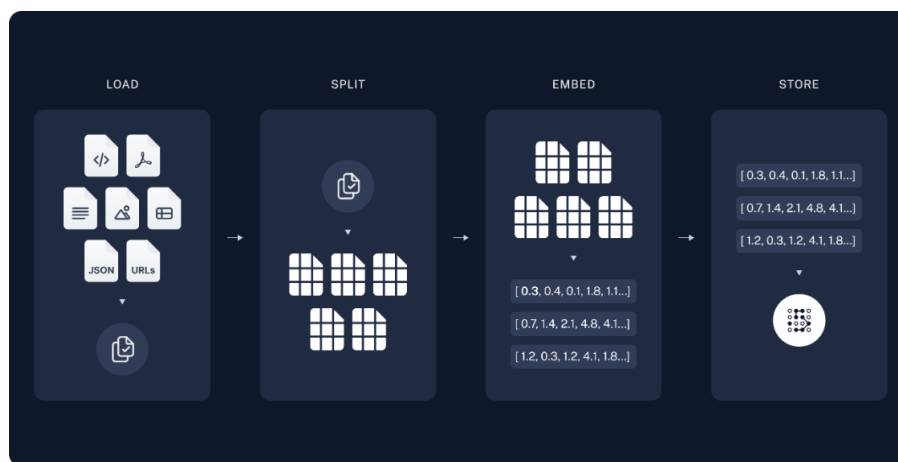 LOAD
SPLIT
EMBED
STORE
</>
JSON
URLs
[ 0.3, 0.4, 0.1, 1.8, 1.1...]
[ 0.7, 1.4, 2.1, 4.8, 4.1...]
[ 1.2, 0.3, 1.2, 4.1, 1.8...]
[ 0.3, 0.4, 0.1, 1.8, 1.1...]
[ 0.7, 1.4, 2.1, 4.8, 4.1...]
[ 1.2, 0.3, 1.2, 4.1, 1.8...]